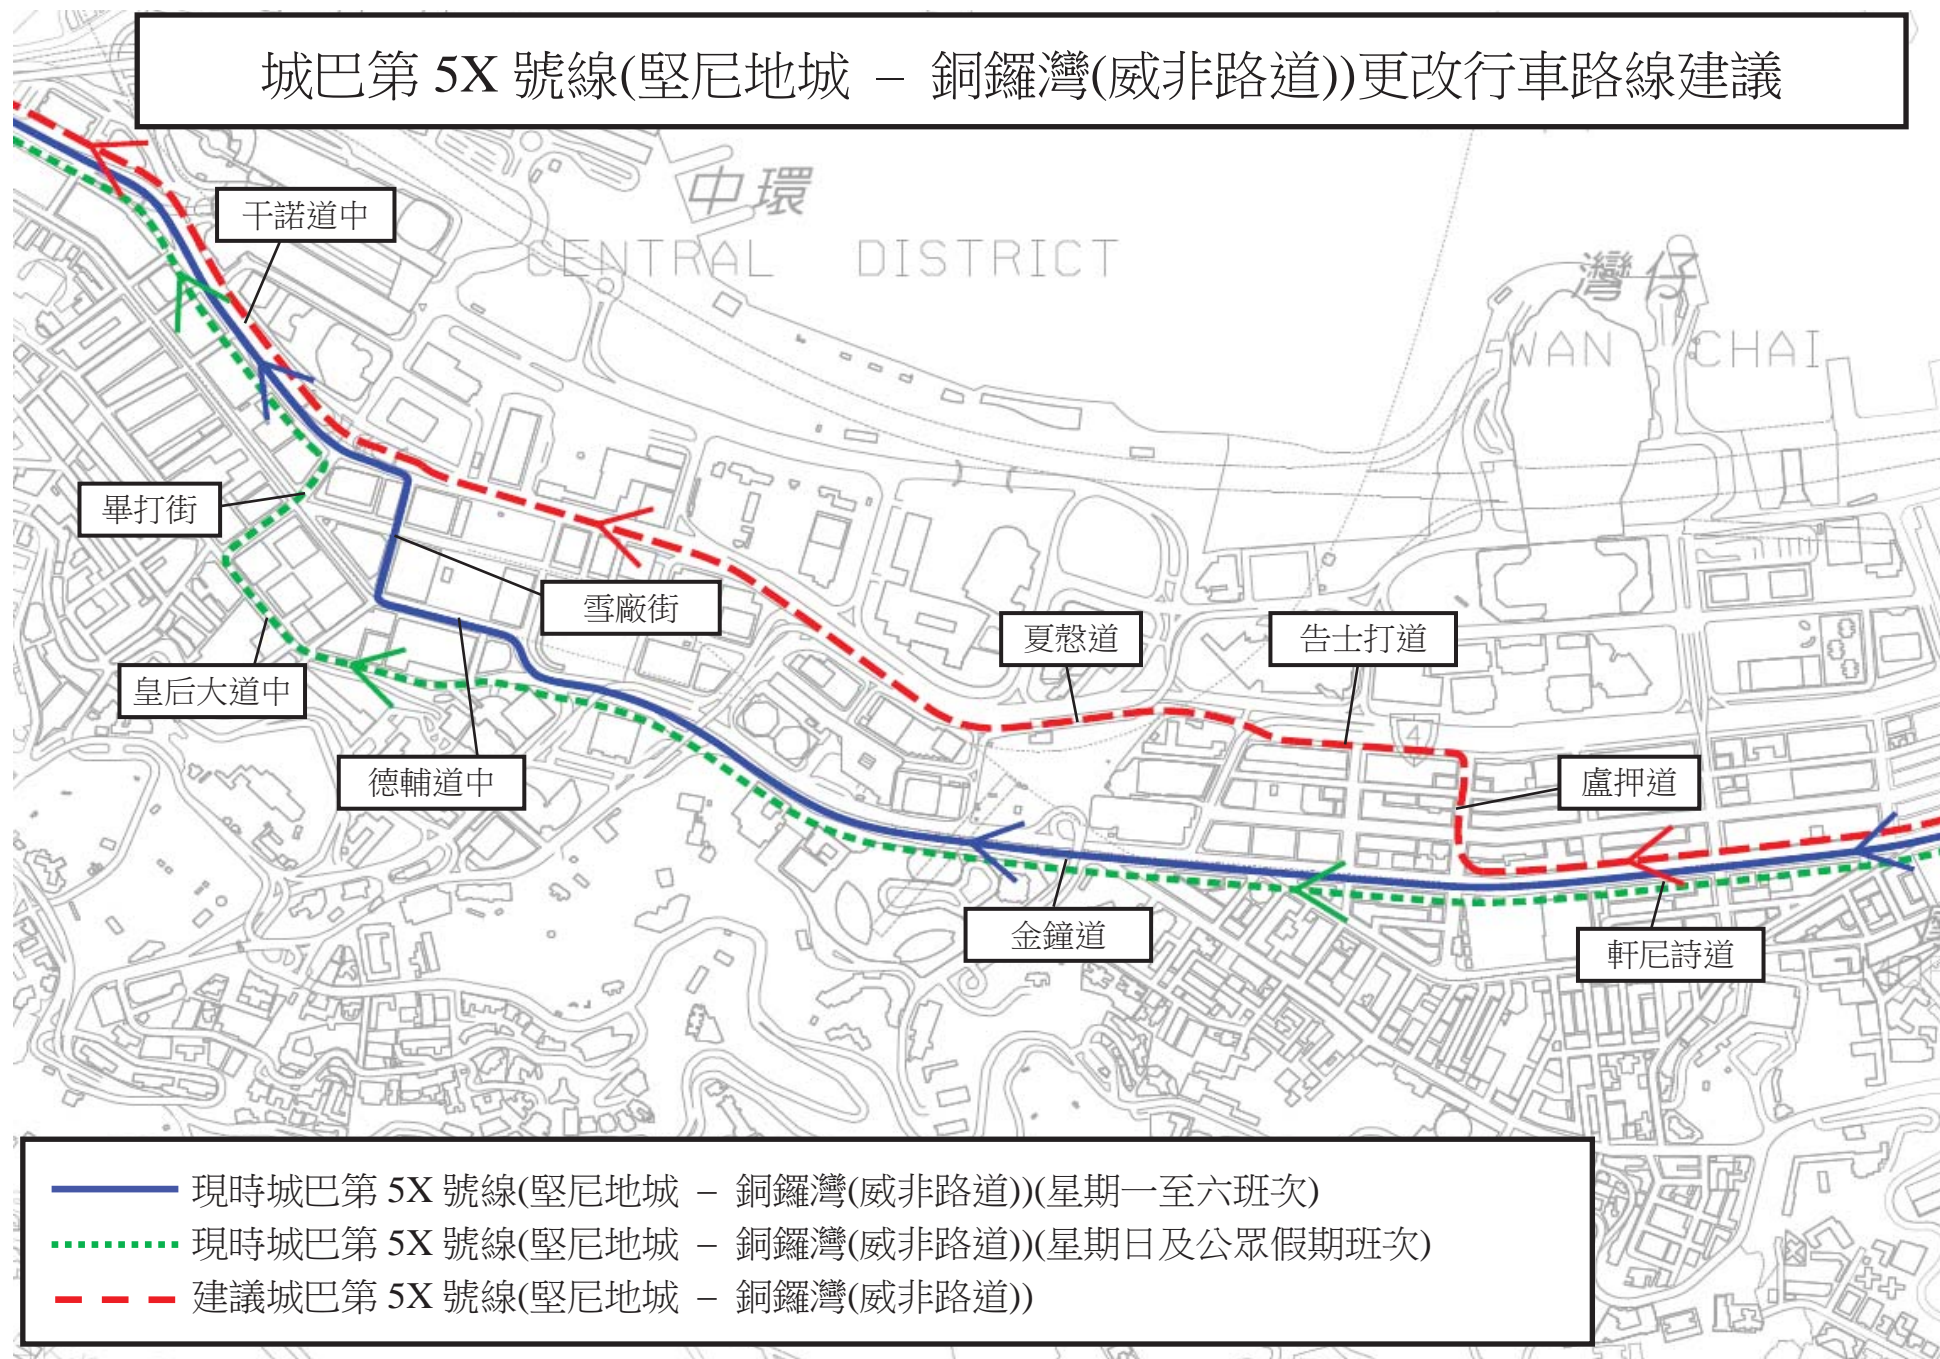 城巴第 5X 號線(堅尼地城 – 銅鑼灣(威非路道))更改行車路線建議
中環
CENTRAL DISTRICT
干諾道中
灣仔
WAN CHAI
畢打街
雪廠街
夏慤道
告士打道
皇后大道中
4
德輔道中
盧押道
金鐘道
軒尼詩道
現時城巴第 5X 號線(堅尼地城 – 銅鑼灣(威非路道))(星期一至六班次)
現時城巴第 5X 號線(堅尼地城 – 銅鑼灣(威非路道))(星期日及公眾假期班次)
建議城巴第 5X 號線(堅尼地城 – 銅鑼灣(威非路道))